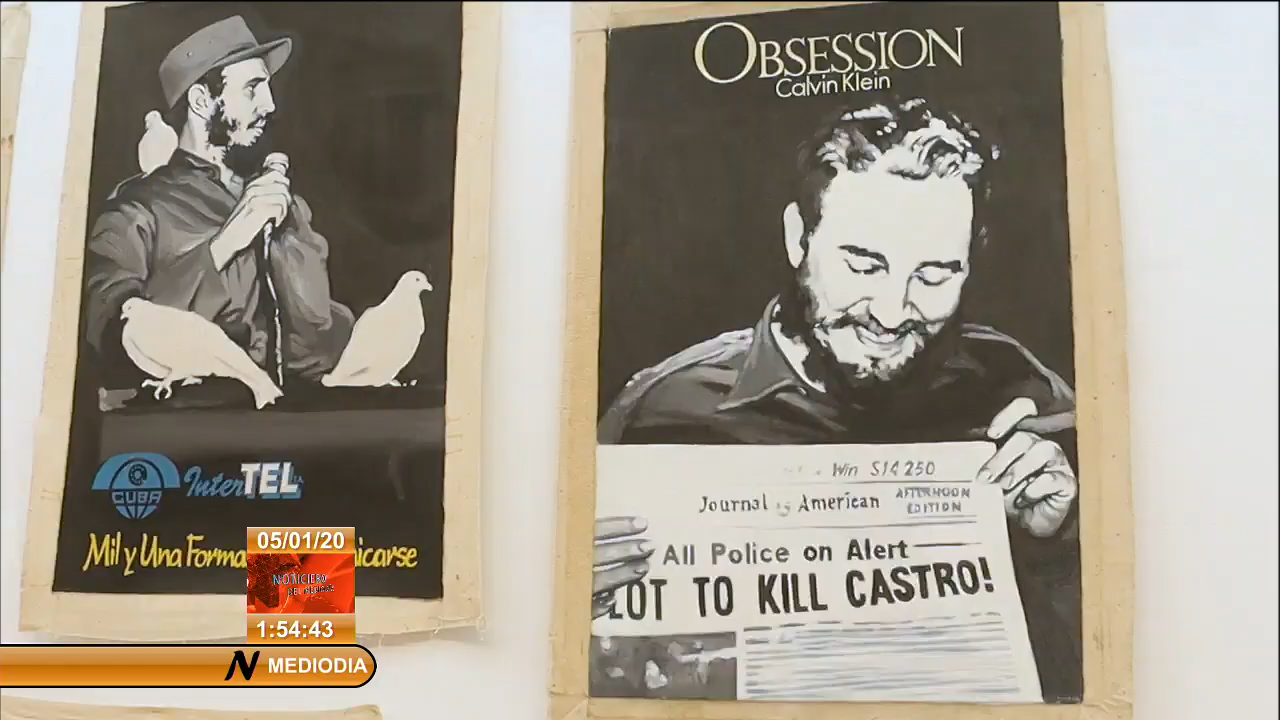 OBSESSION
Calvin Klein
Win $14,250
Journal American
AFTERNOON
EDITION
All Police on Alert
LOT TO KILL CASTRO!
CUBA
InterTEL
Mil y Una Forma
icarse
05/01/20
NOTICIERO
1:54:43
N MEDIODIA